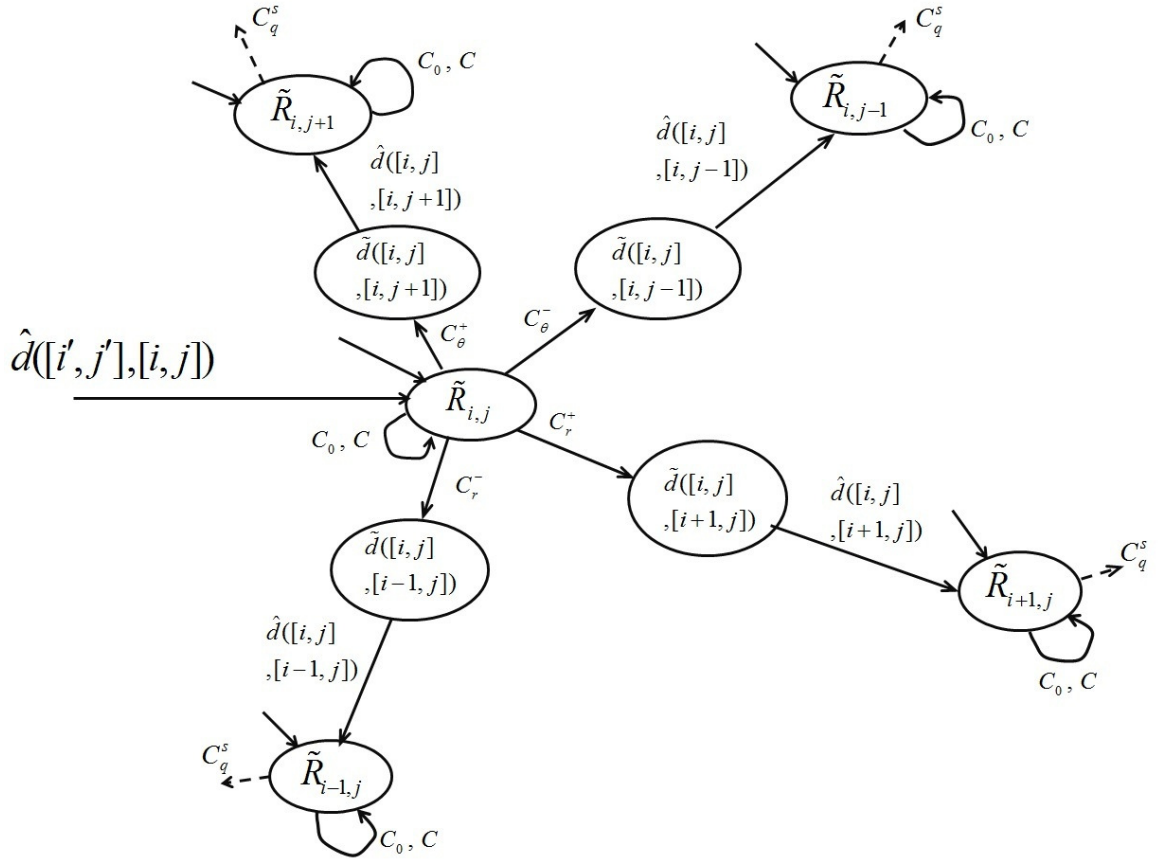 C_q^s
C_q^s
C_0, C
R̃_{i,j+1}
R̃_{i,j−1}
C_0, C
d̂([i, j]
,[i, j+1])
d̂([i, j]
,[i, j−1])
d̃([i, j]
,[i, j+1])
d̃([i, j]
,[i, j−1])
C_θ^+
C_θ^−
d̂([i′, j′],[i, j])
R̃_{i,j}
C_0, C
C_r^+
C_r^−
d̃([i, j]
,[i+1, j])
d̂([i, j]
,[i+1, j])
d̃([i, j]
,[i−1, j])
C_q^s
R̃_{i+1,j}
d̂([i, j]
,[i−1, j])
C_0, C
C_q^s
R̃_{i−1,j}
C_0, C